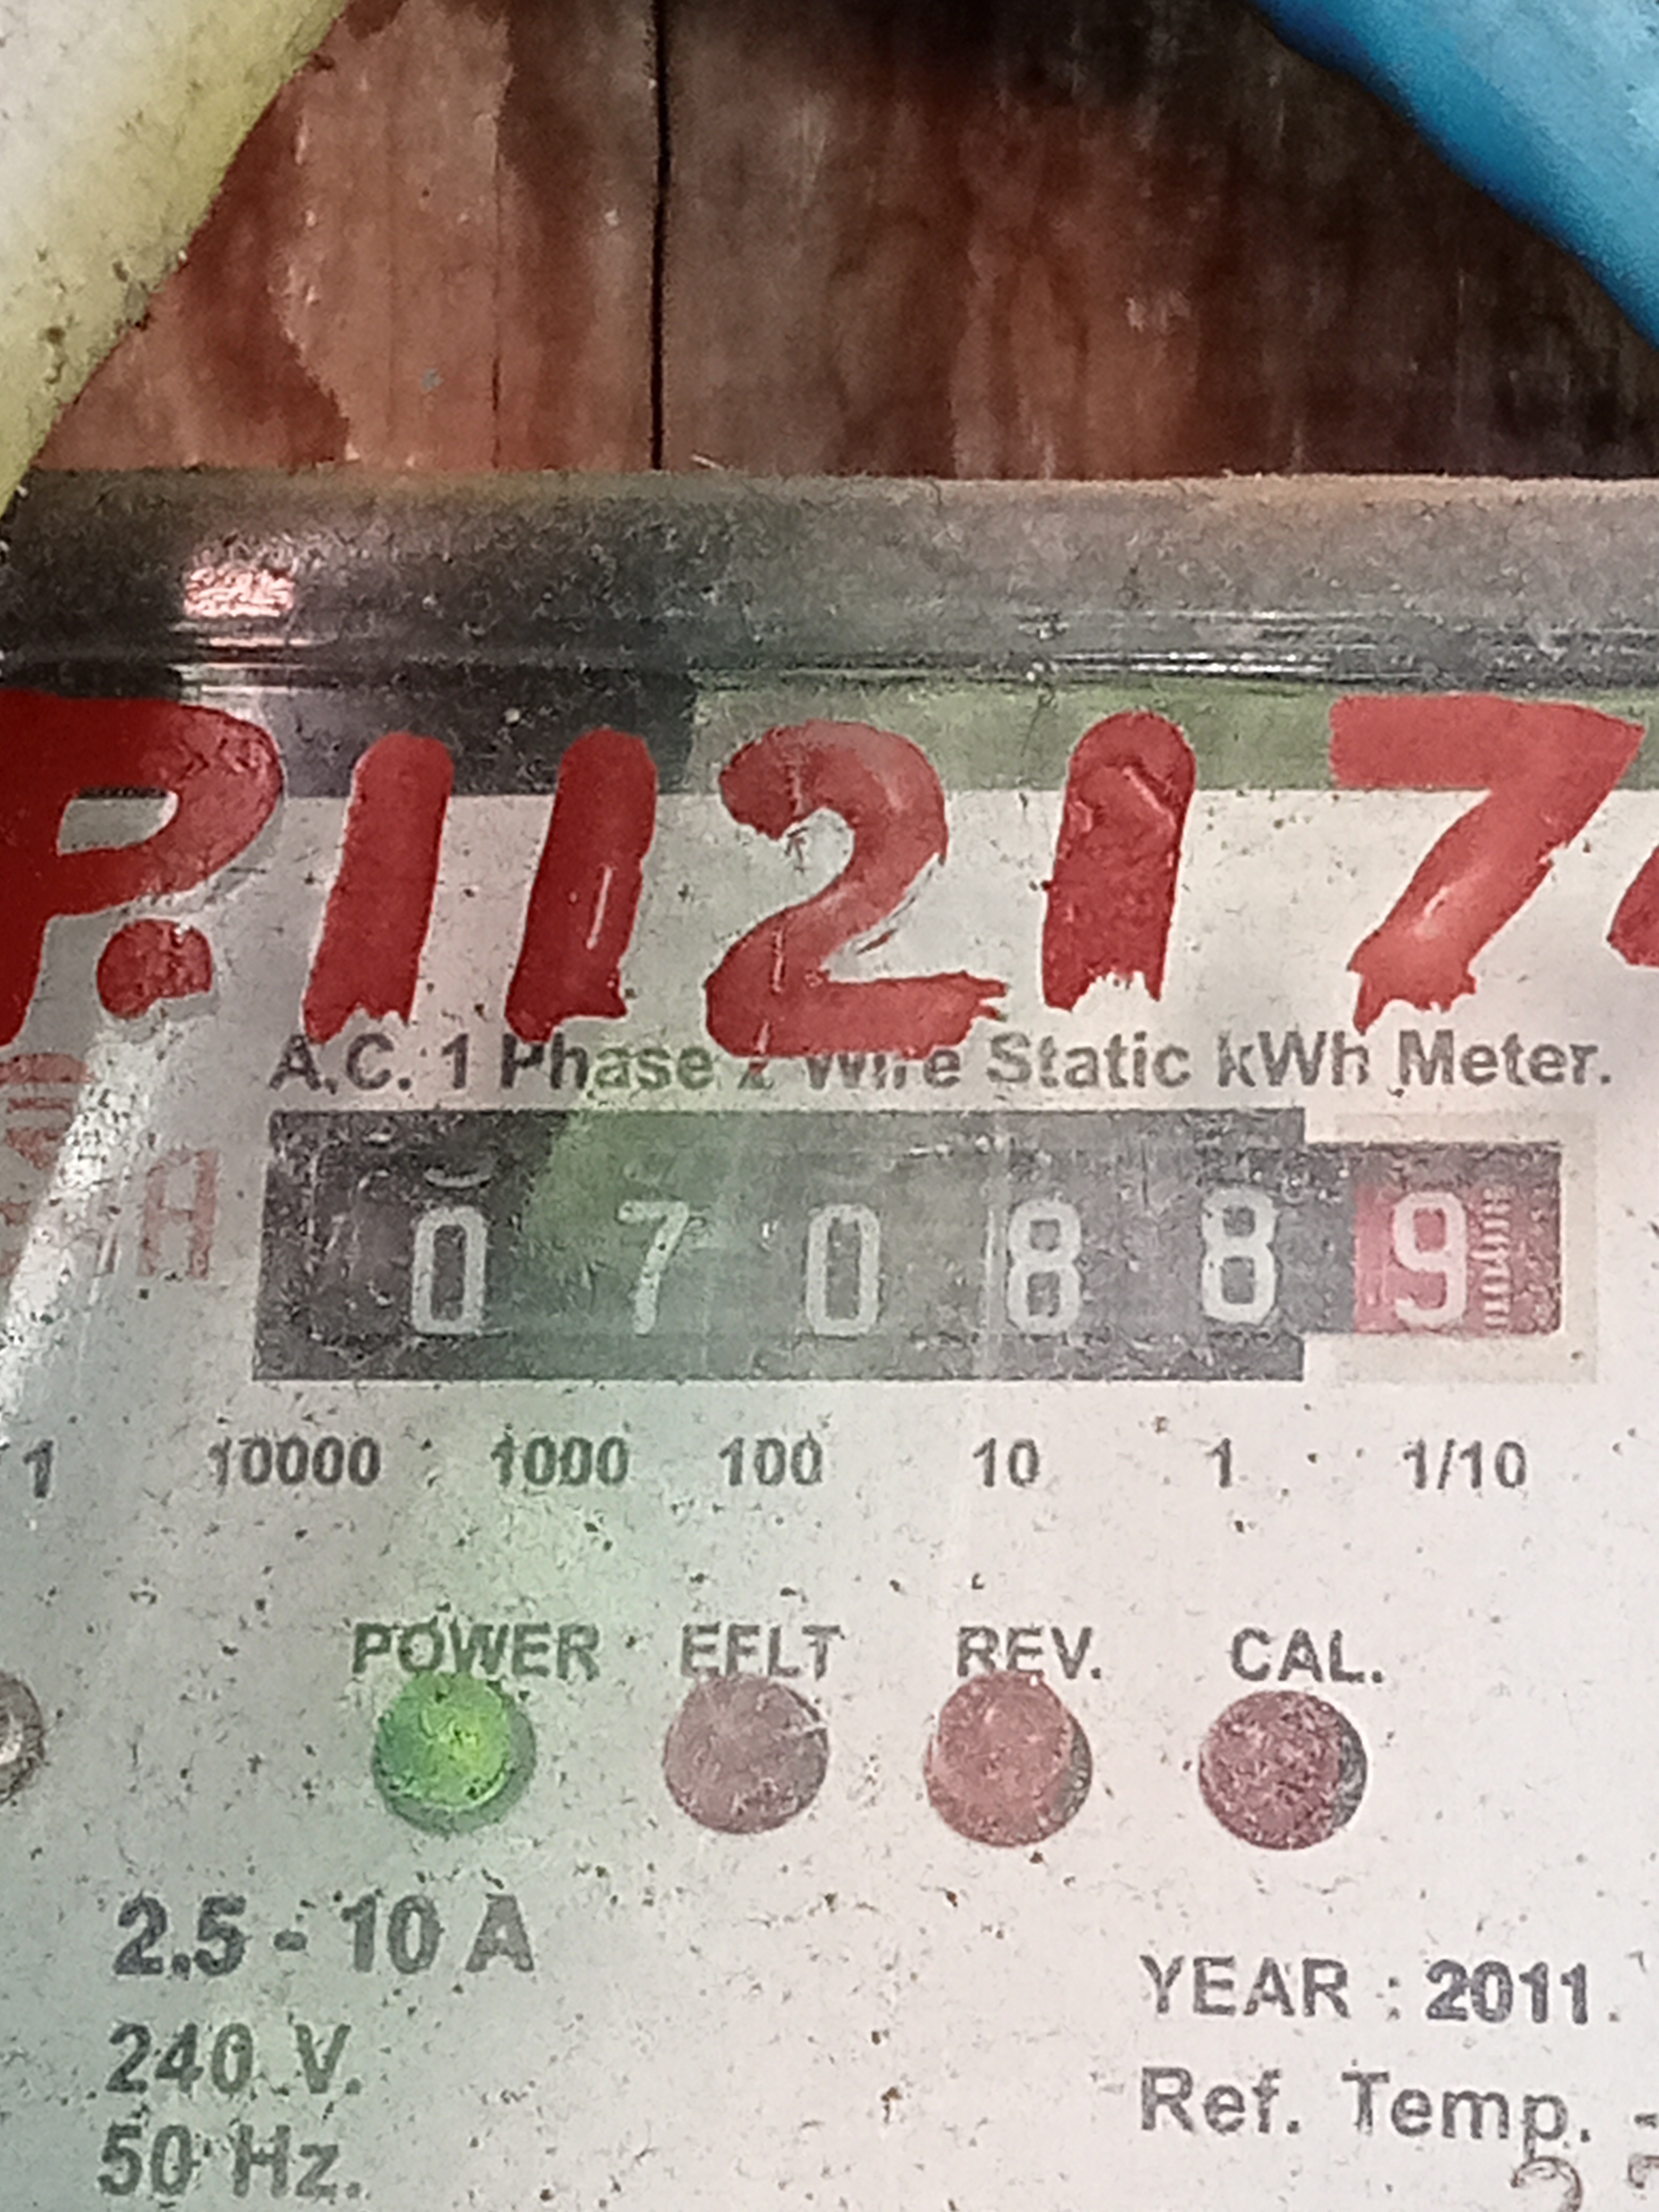 P.11217
A.C. 1 Phase 2 Wire Static kWh Meter.
0 7 0 8 8 9
1 10000 1000 100 10 1 1/10
POWER EFLT REV. CAL.
2.5 - 10 A
YEAR : 2011.
240 V.
Ref. Temp.
50 Hz.